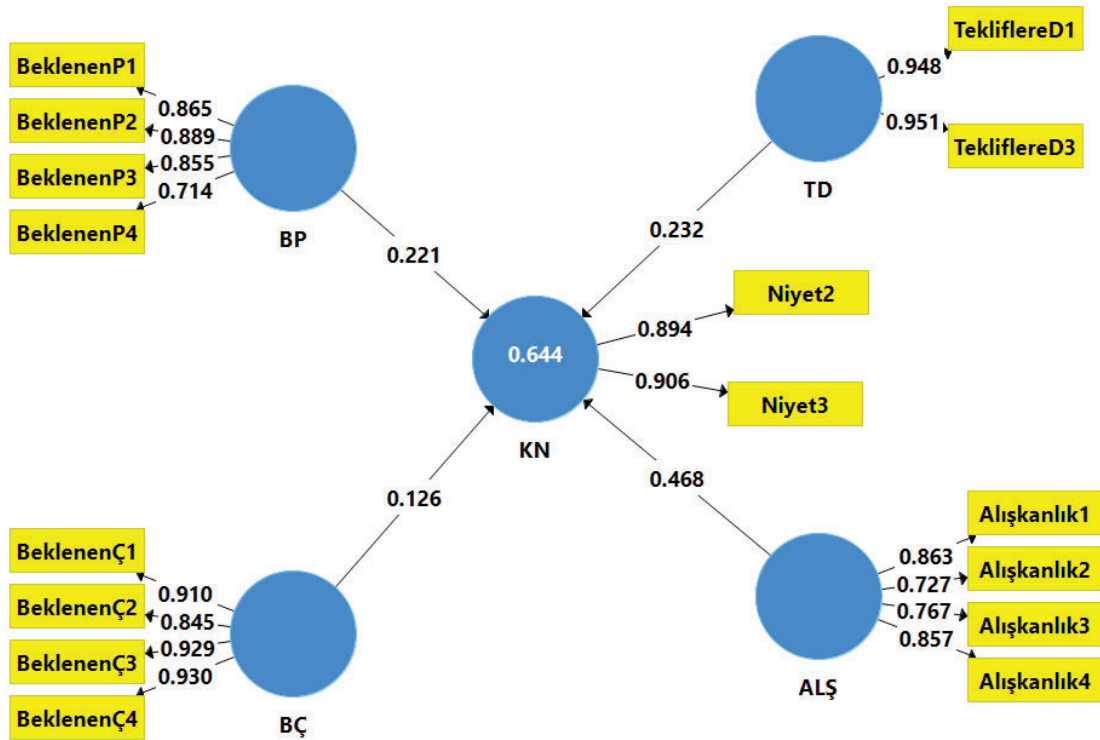 BeklenenP1
BeklenenP2
BeklenenP3
BeklenenP4
0.865
0.889
0.855
0.714
BP
0.221
TekliflereD1
TekliflereD3
0.948
0.951
TD
0.232
0.644
KN
0.894
0.906
Niyet2
Niyet3
BeklenenÇ1
BeklenenÇ2
BeklenenÇ3
BeklenenÇ4
0.910
0.845
0.929
0.930
BÇ
0.126
0.468
Alışkanlık1
Alışkanlık2
Alışkanlık3
Alışkanlık4
0.863
0.727
0.767
0.857
ALŞ